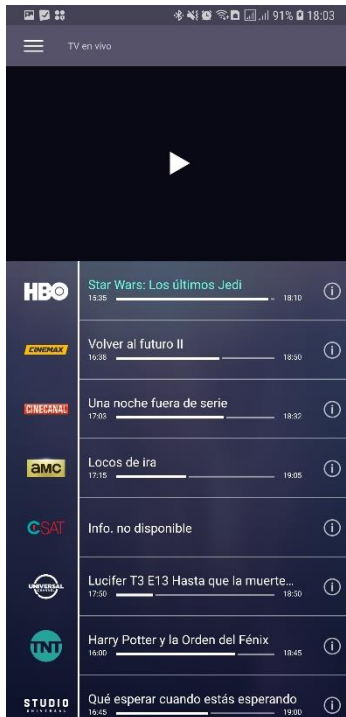 91% 18:03
TV en vivo
HBO
Star Wars: Los últimos Jedi
15:35 18:10
CINEMAX
Volver al futuro II
16:38 18:50
CINECANAL
Una noche fuera de serie
17:03 18:32
aMC
Locos de ira
17:15 19:05
SAT
Info. no disponible
UNIVERSAL
Lucifer T3 E13 Hasta que la muerte...
17:50 18:50
TNT
Harry Potter y la Orden del Fénix
16:00 18:45
STUDIO
UNIVERSAL
Qué esperar cuando estás esperando
16:45 19:00